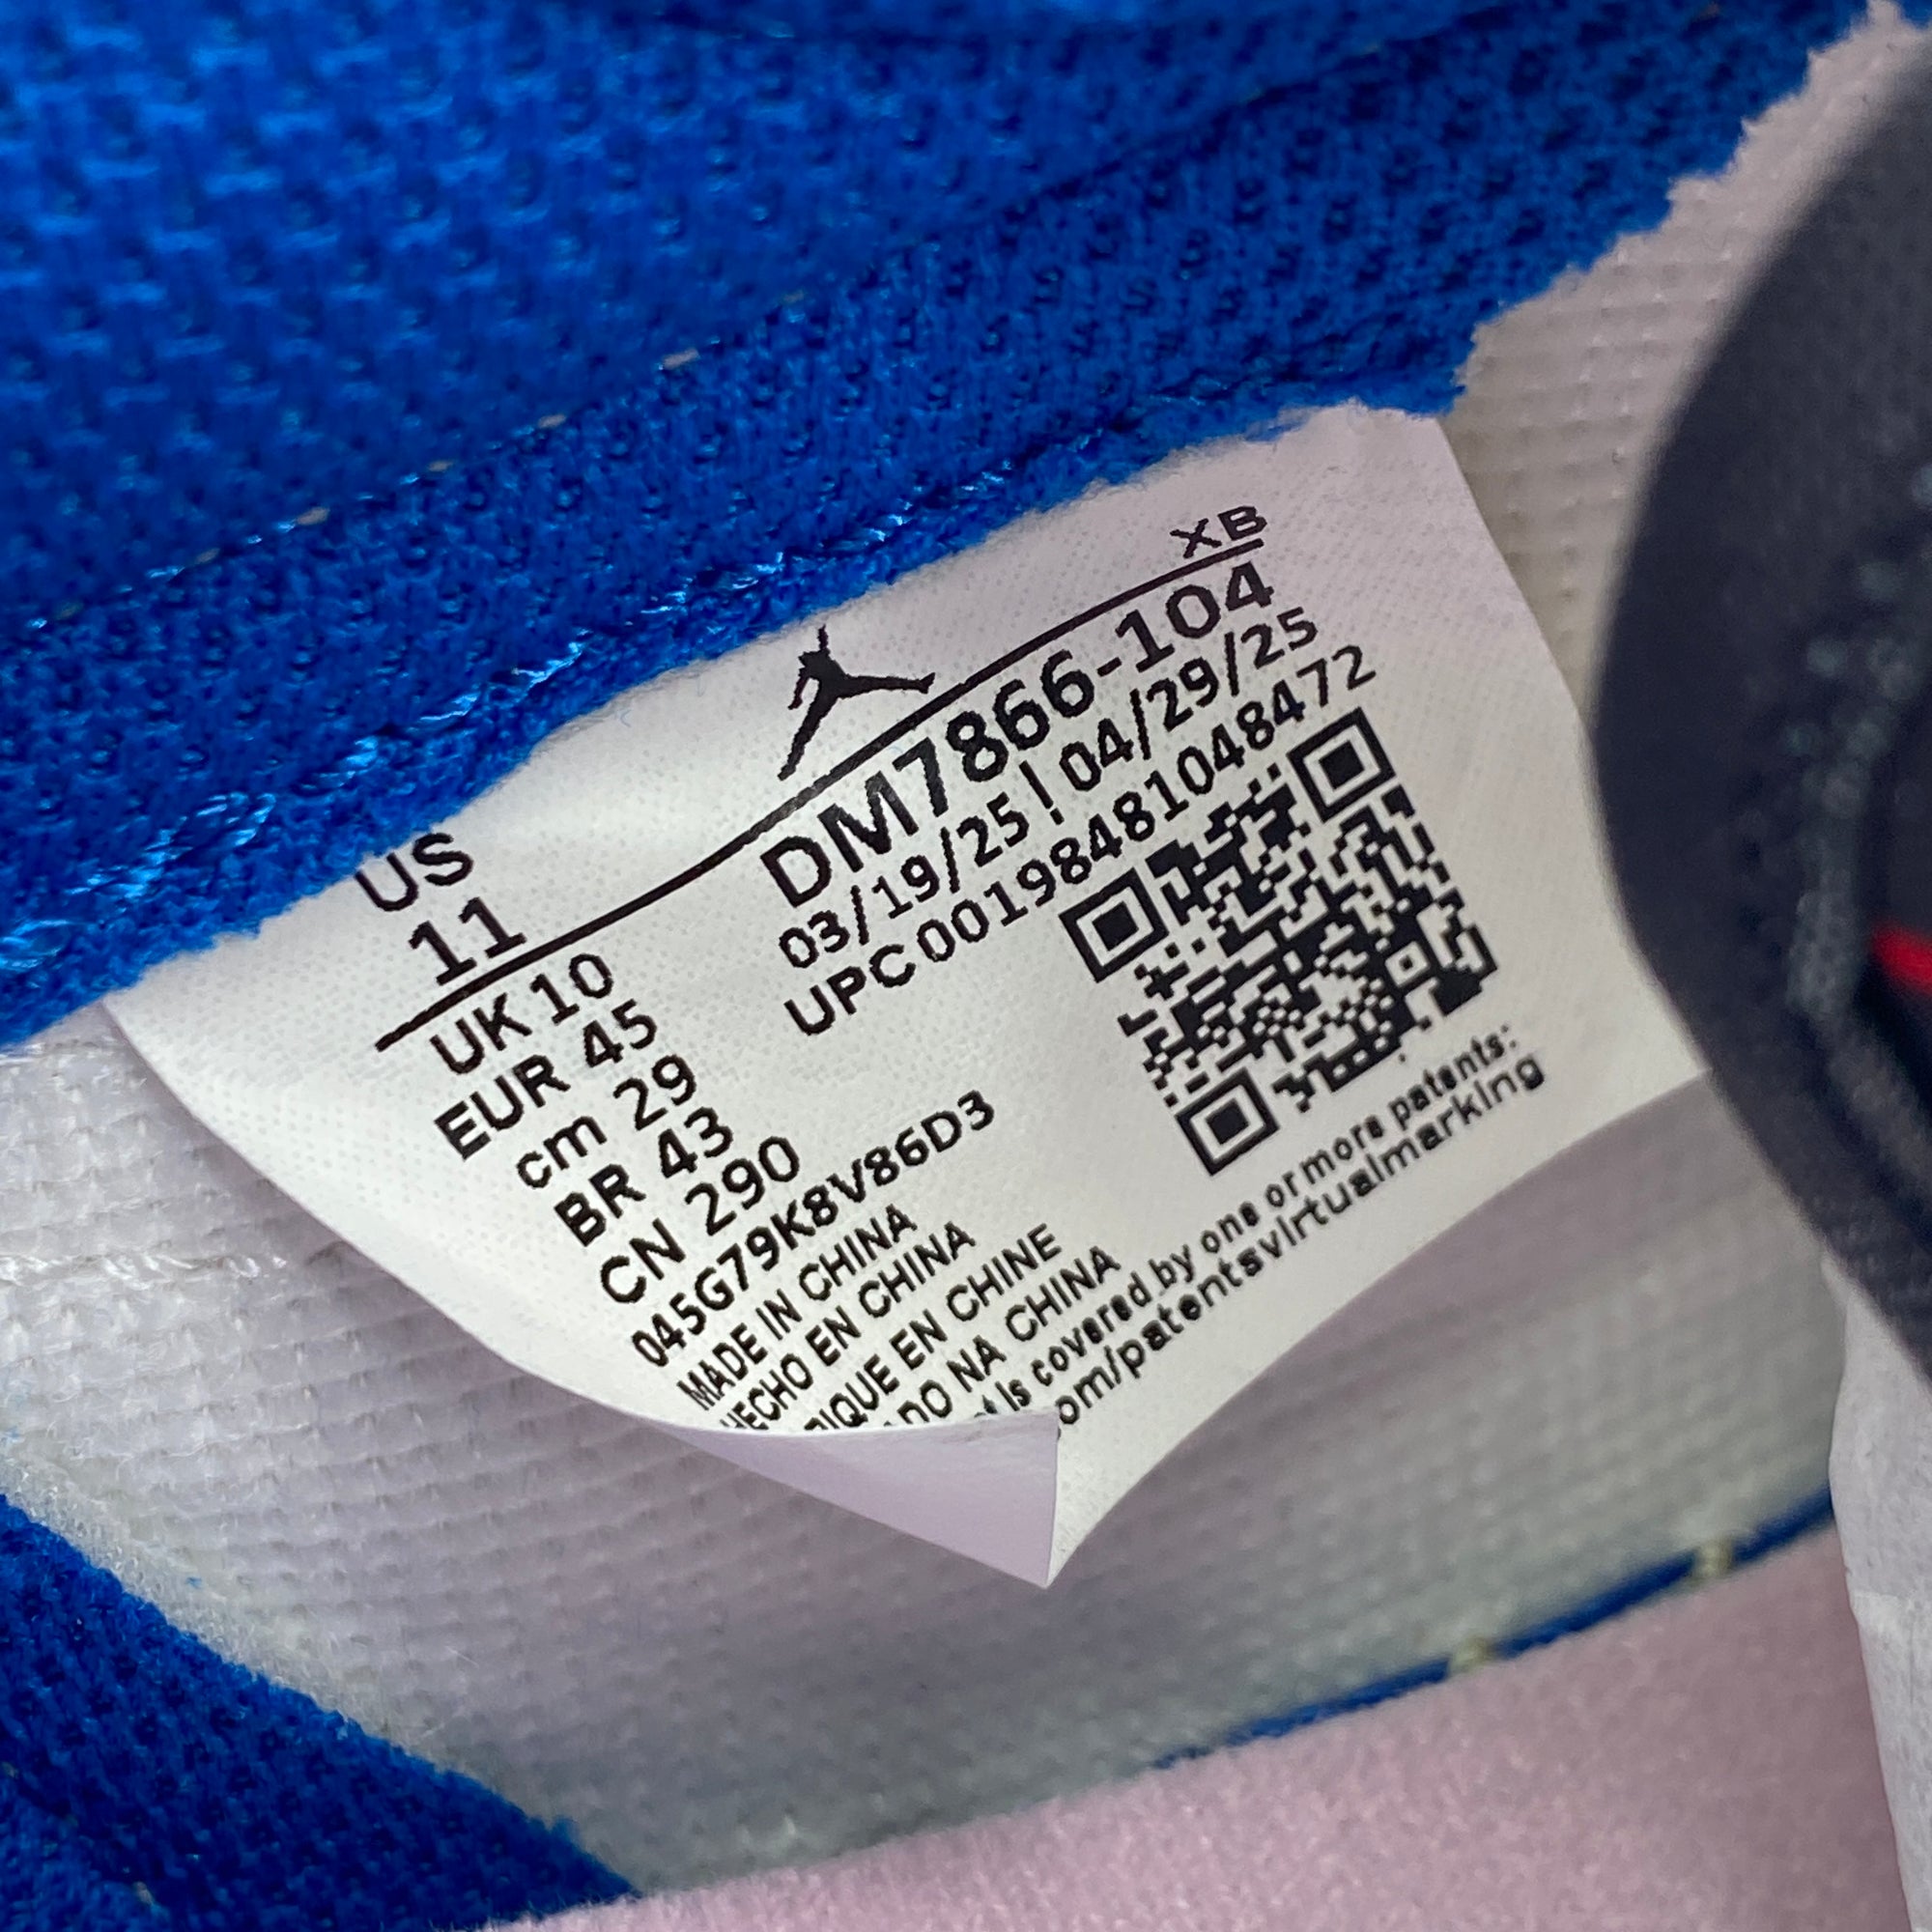 XB
US
11
UK 10
EUR 45
cm 29
BR 43
CN 290
DM7866-104
03/19/25 | 04/29/25
UPC 00198481048472
045G79K8V86D3
MADE IN CHINA
HECHO EN CHINA
EN CHINE
NA CHINA
is covered by one or more patents:
om/patentsvirtualmarking